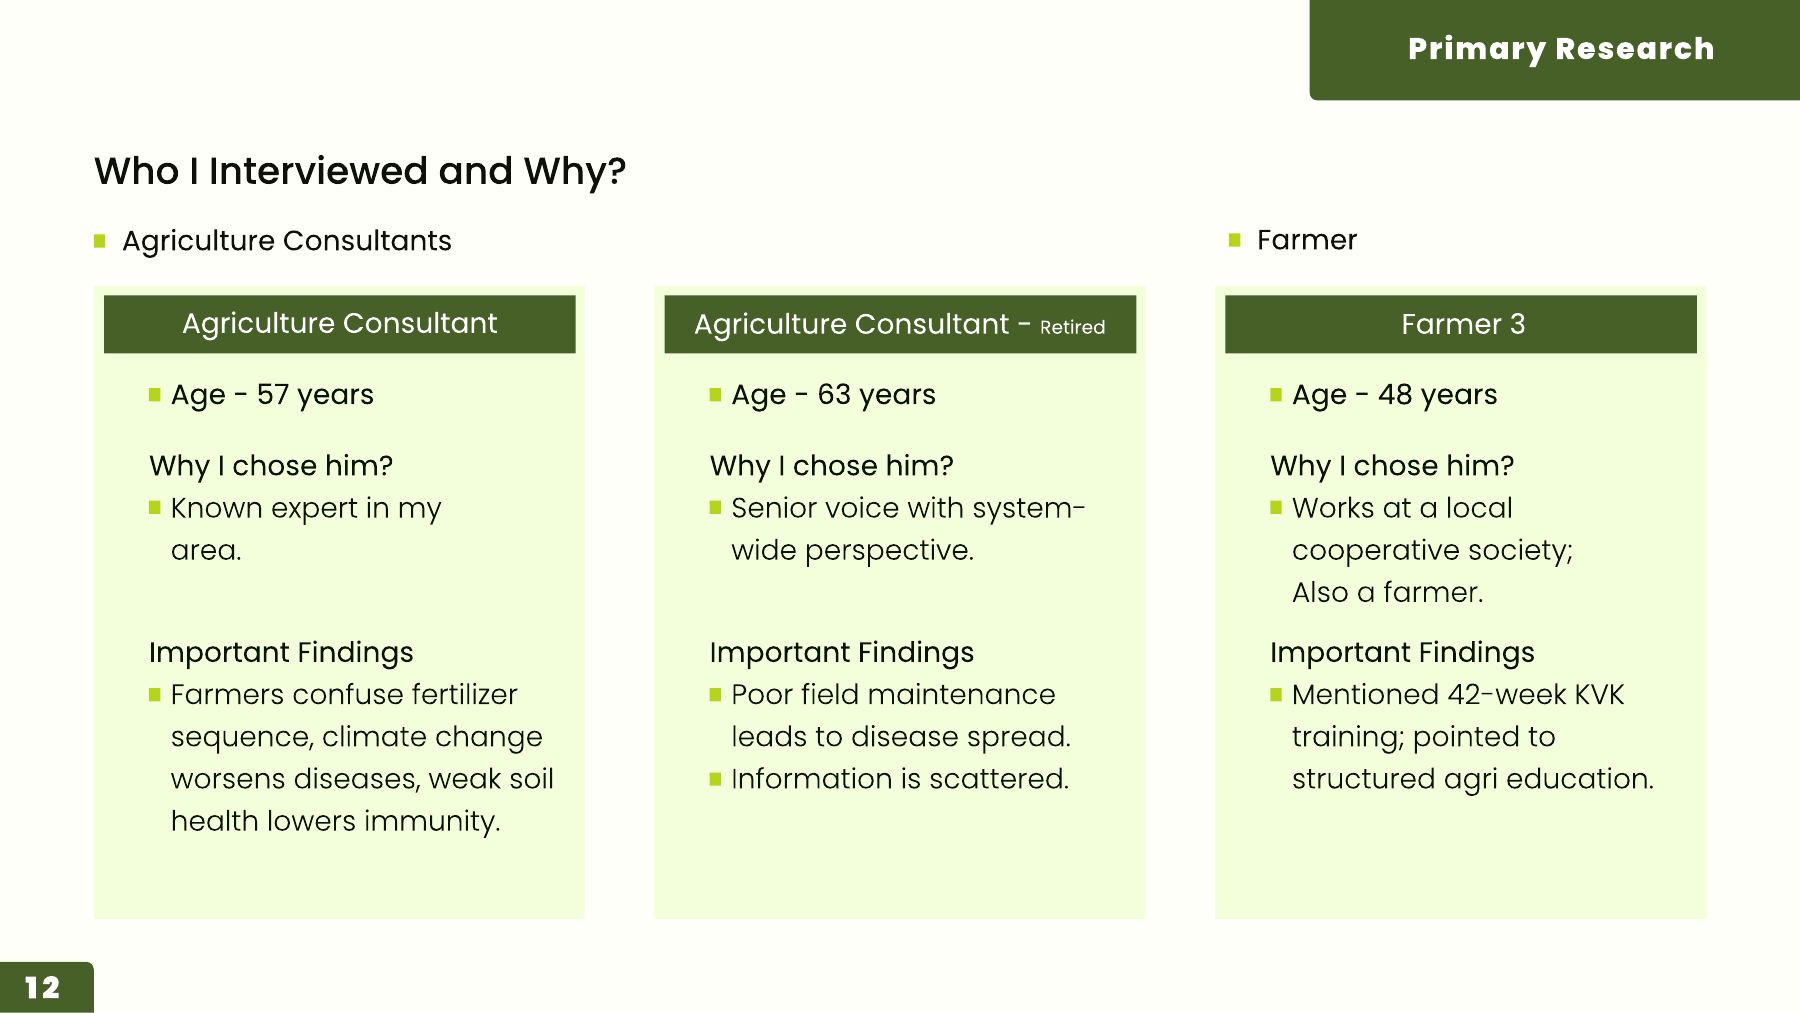 Primary Research
Who I Interviewed and Why?
Agriculture Consultants
Agriculture Consultant
Age - 57 years
Why I chose him?
Known expert in my
area.
Important Findings
Farmers confuse fertilizer
sequence, climate change
worsens diseases, weak soil
health lowers immunity.
Agriculture Consultant - Retired
Age - 63 years
Why I chose him?
Senior voice with system-
wide perspective.
Important Findings
Poor field maintenance
leads to disease spread.
Information is scattered.
Farmer
Farmer 3
Age - 48 years
Why I chose him?
Works at a local
cooperative society;
Also a farmer.
Important Findings
Mentioned 42-week KVK
training; pointed to
structured agri education.
12